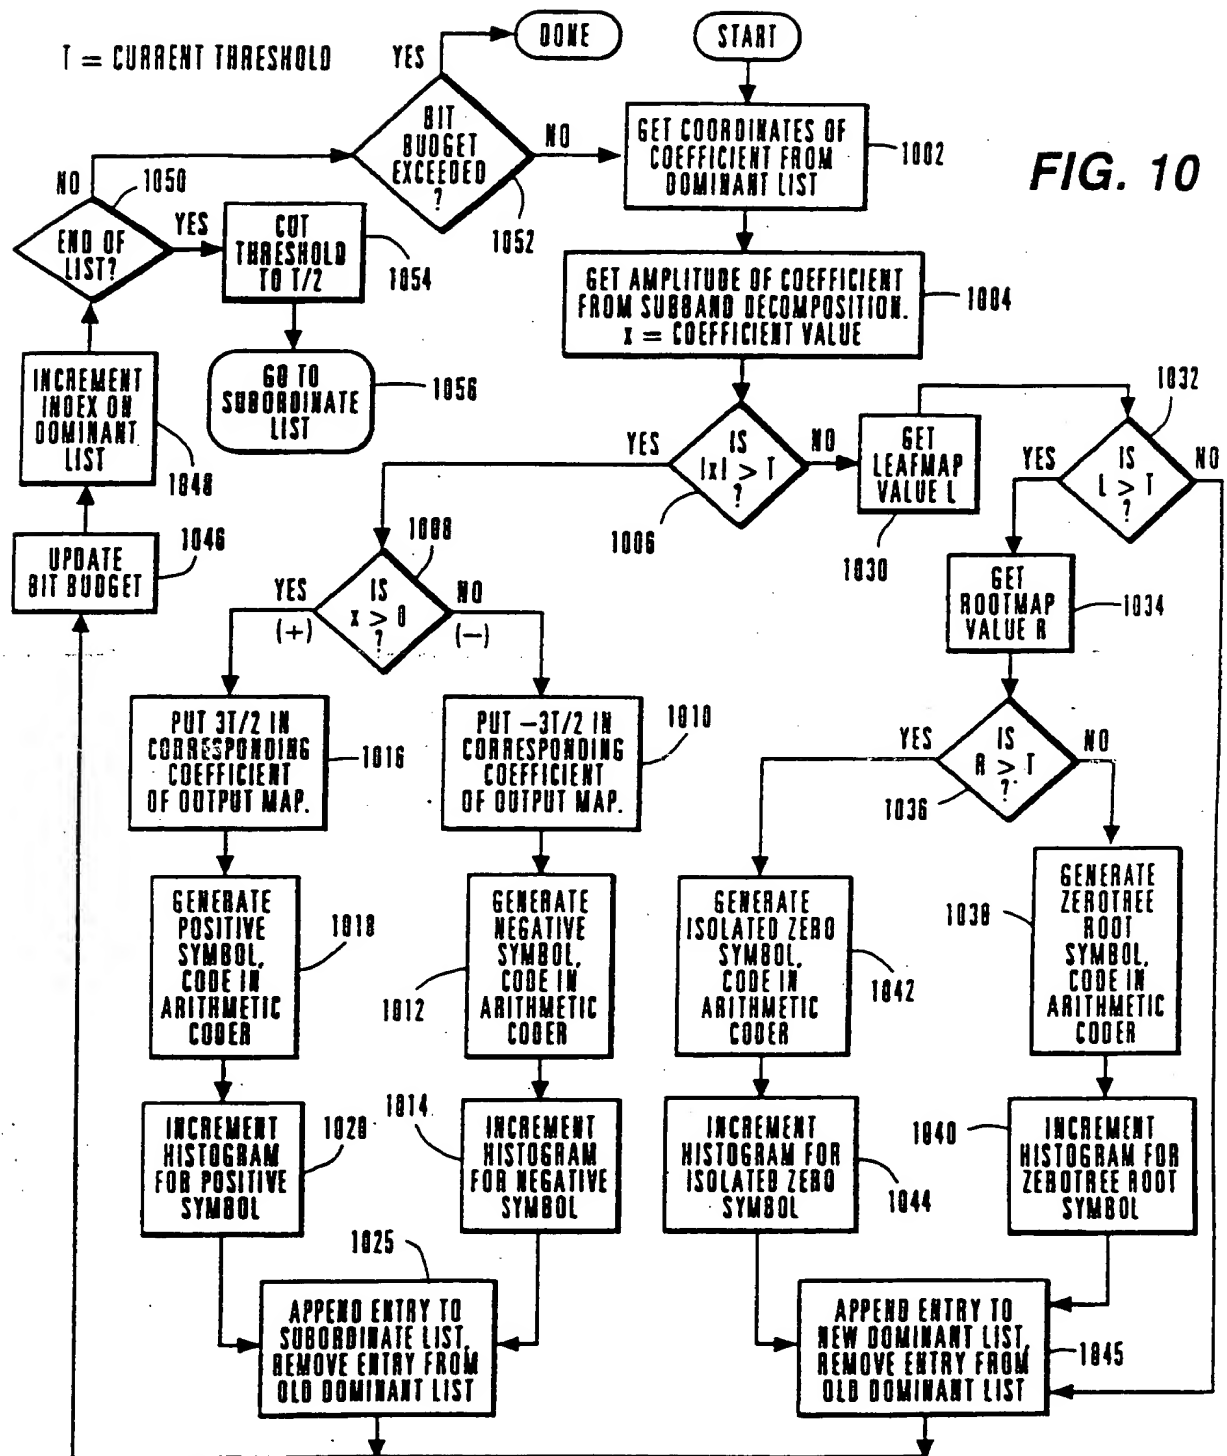 T = CURRENT THRESHOLD
YES
DONE
START
BIT
BUDGET
EXCEEDED
?
NO
1052
GET COORDINATES OF
COEFFICIENT FROM
DOMINANT LIST
1002
FIG. 10
NO
1050
END OF
LIST?
YES
CUT
THRESHOLD
TO T/2
1054
GET AMPLITUDE OF COEFFICIENT
FROM SUBBAND DECOMPOSITION.
x = COEFFICIENT VALUE
1004
INCREMENT
INDEX ON
DOMINANT
LIST
1048
GO TO
SUBORDINATE
LIST
1056
YES
IS
|x| > T
?
NO
1006
GET
LEAFMAP
VALUE L
1030
1032
YES
IS
L > T
?
NO
UPDATE
BIT BUDGET
1046
1008
YES
(+)
IS
x > 0
?
NO
(—)
GET
ROOTMAP
VALUE R
1034
PUT 3T/2 IN
CORRESPONDING
COEFFICIENT
OF OUTPUT MAP.
1016
PUT —3T/2 IN
CORRESPONDING
COEFFICIENT
OF OUTPUT MAP.
1010
YES
IS
R > T
?
NO
1036
GENERATE
POSITIVE
SYMBOL,
CODE IN
ARITHMETIC
CODER
1018
GENERATE
NEGATIVE
SYMBOL,
CODE IN
ARITHMETIC
CODER
1012
GENERATE
ISOLATED ZERO
SYMBOL,
CODE IN
ARITHMETIC
CODER
1042
GENERATE
ZEROTREE
ROOT
SYMBOL,
CODE IN
ARITHMETIC
CODER
1038
INCREMENT
HISTOGRAM
FOR POSITIVE
SYMBOL
1020
INCREMENT
HISTOGRAM
FOR NEGATIVE
SYMBOL
1014
INCREMENT
HISTOGRAM FOR
ISOLATED ZERO
SYMBOL
1044
INCREMENT
HISTOGRAM FOR
ZEROTREE ROOT
SYMBOL
1040
1025
APPEND ENTRY TO
SUBORDINATE LIST,
REMOVE ENTRY FROM
OLD DOMINANT LIST
APPEND ENTRY TO
NEW DOMINANT LIST,
REMOVE ENTRY FROM
OLD DOMINANT LIST
1045